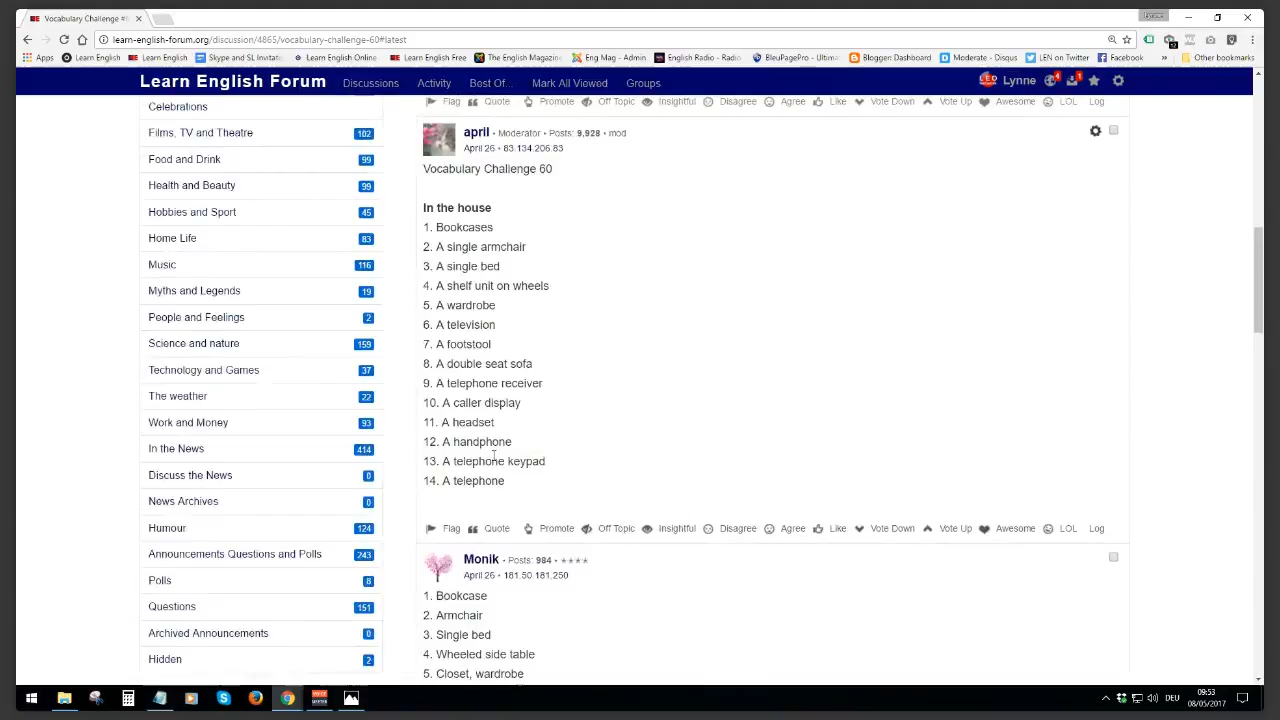 Vocabulary Challenge #6
Lynne
learn-english-forum.org/discussion/4865/vocabulary-challenge-60#latest
Apps Learn English Skype and SL Invitatio Learn English Learn English Online Learn English Free The English Magazine Eng Mag - Admin English Radio - Radio BleuPagePro - Ultima Blogger: Dashboard Moderate - Disqus LEN on Twitter Facebook » Other bookmarks
Learn English Forum Discussions Activity Best Of... Mark All Viewed Groups LEO Lynne 4 1
Celebrations
Films, TV and Theatre 102
Food and Drink 99
Health and Beauty 99
Hobbies and Sport 45
Home Life 83
Music 116
Myths and Legends 19
People and Feelings 2
Science and nature 159
Technology and Games 37
The weather 22
Work and Money 93
In the News 414
Discuss the News 0
News Archives 0
Humour 124
Announcements Questions and Polls 243
Polls 8
Questions 151
Archived Announcements 0
Hidden 2
Flag Quote Promote Off Topic Insightful Disagree Agree Like Vote Down Vote Up Awesome LOL Log
april • Moderator • Posts: 9,928 • mod
April 26 • 83.134.206.83
Vocabulary Challenge 60
In the house
1. Bookcases
2. A single armchair
3. A single bed
4. A shelf unit on wheels
5. A wardrobe
6. A television
7. A footstool
8. A double seat sofa
9. A telephone receiver
10. A caller display
11. A headset
12. A handphone
13. A telephone keypad
14. A telephone
Flag Quote Promote Off Topic Insightful Disagree Agree Like Vote Down Vote Up Awesome LOL Log
Monik • Posts: 984 • ★★★★
April 26 • 181.50.181.250
1. Bookcase
2. Armchair
3. Single bed
4. Wheeled side table
5. Closet, wardrobe
DEU
09:53
08/05/2017